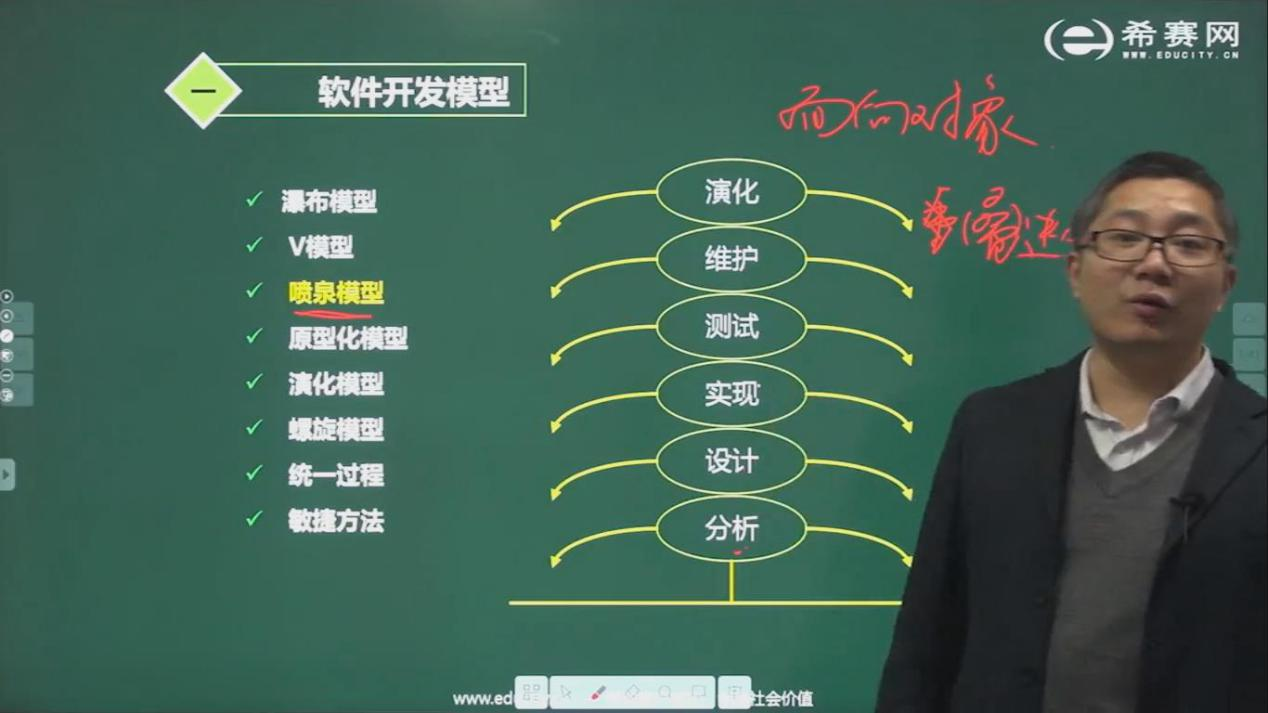 希赛网
WWW.EDUCITY.CN
一
软件开发模型
面向对象
瀑布模型
V模型
喷泉模型
原型化模型
演化模型
螺旋模型
统一过程
敏捷方法
演化
维护
测试
实现
设计
分析
www.edu
社会价值